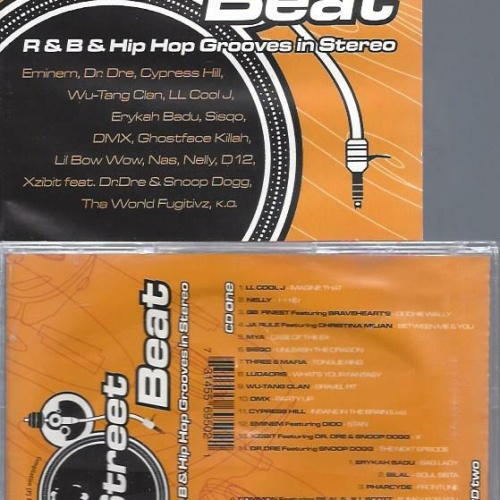 Beat
R & B & Hip Hop Grooves in Stereo
Eminem, Dr. Dre, Cypress Hill,
Wu-Tang Clan, LL Cool J,
Erykah Badu, Sisqo,
DMX, Ghostface Killah,
Lil Bow Wow, Nas, Nelly, D12,
Xzibit feat. Dr.Dre & Snoop Dogg,
Tha World Fugitivz, k.a.
Street Beat
R & B & Hip Hop Grooves in Stereo
CD one
1. LL COOL J - IMAGINE THAT
2. NELLY -
3. QB FINEST Featuring BRAVEHEARTS - OOCHIE WALLY
4. JA RULE Featuring CHRISTINA MILIAN - BETWEEN ME & YOU
5. MYA - CASE OF THE EX
6. SISQO - UNLEASH THE DRAGON
7. THREE 6 MAFIA - TONGUE RING
8. LUDACRIS - WHAT'S YOUR FANTASY
9. WU-TANG CLAN - GRAVEL PIT
10. DMX - PARTY UP
11. CYPRESS HILL - INSANE IN THE BRAIN
12. EMINEM Featuring DIDO - STAN
13. XZIBIT Featuring DR. DRE & SNOOP DOGG - X
14. DR. DRE Featuring SNOOP DOGG - THE NEXT EPISODE
CD two
1. ERYKAH BADU - BAG LADY
2. BILAL - SOUL SISTA
3. PHARCYDE - FRONTLINE
7 31455 68502